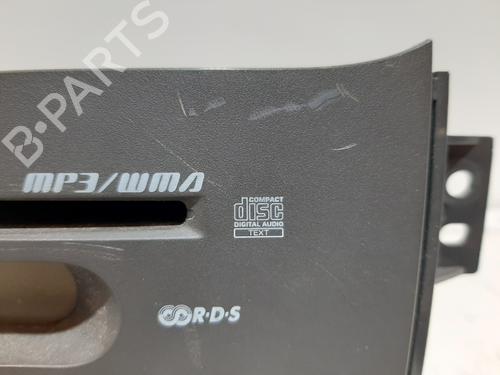 B-PARTS
MP3/WMA
COMPACT
disc
DIGITAL AUDIO
TEXT
R·D·S